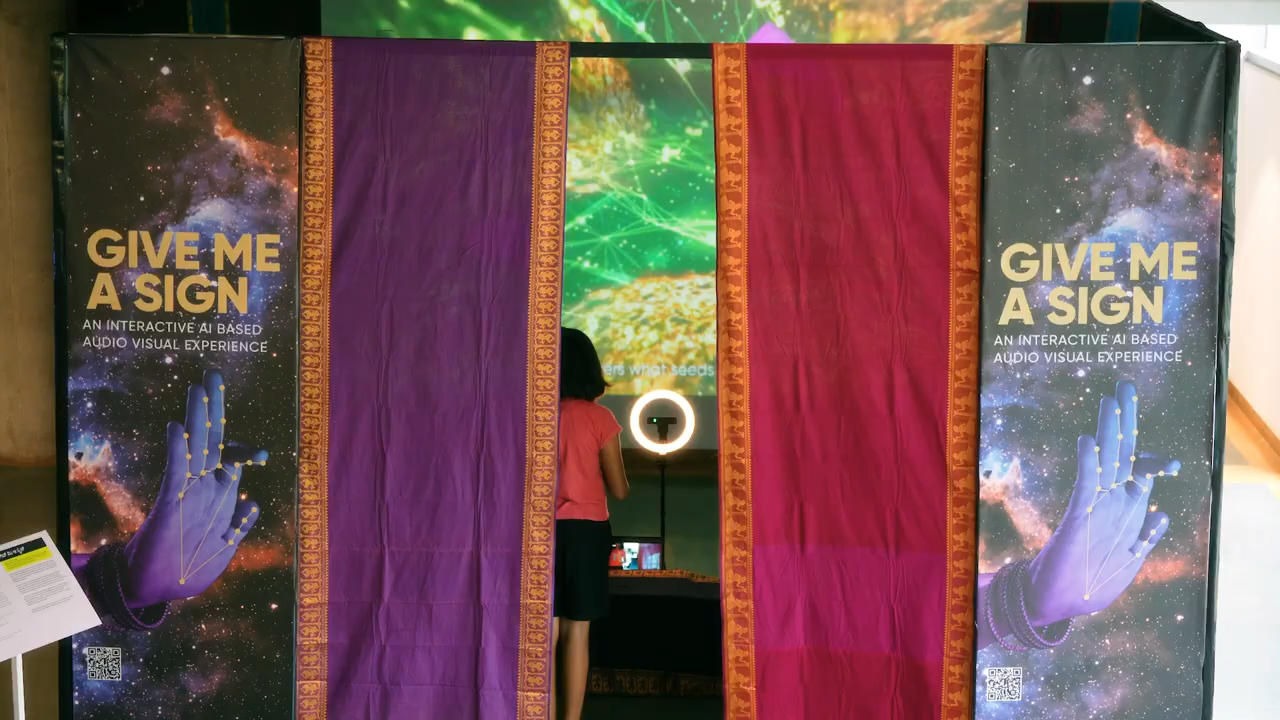 GIVE ME
A SIGN
AN INTERACTIVE AI BASED
AUDIO VISUAL EXPERIENCE
what seeds
GIVE ME
A SIGN
AN INTERACTIVE AI BASED
AUDIO VISUAL EXPERIENCE